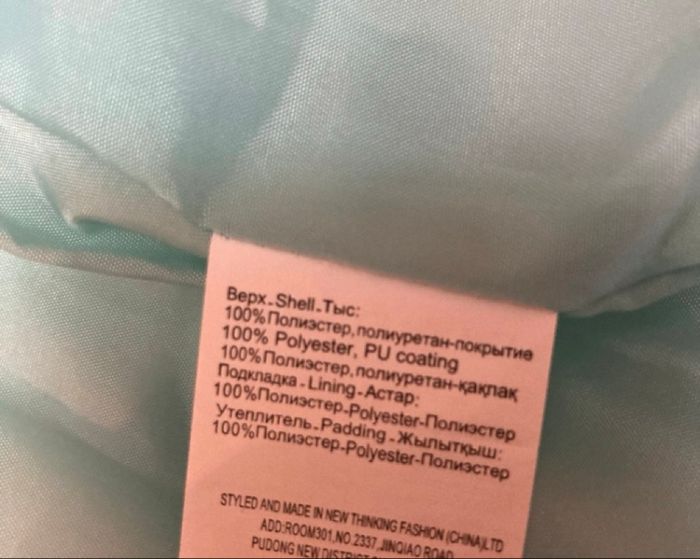 Верх-Shell-Тыс:
100%Полиэстер,полиуретан-покрытие
100% Polyester, PU coating
100%Полиэстер,полиуретан-қақпақ
Подкладка-Lining-Астар:
100%Полиэстер-Polyester-Полиэстер
Утеплитель-Padding-Жылытқыш:
100%Полиэстер-Polyester-Полиэстер
STYLED AND MADE IN NEW THINKING FASHION (CHINA)LTD
ADD:ROOM301,NO.2337,JINQIAO ROAD
PUDONG NEW DISTRICT